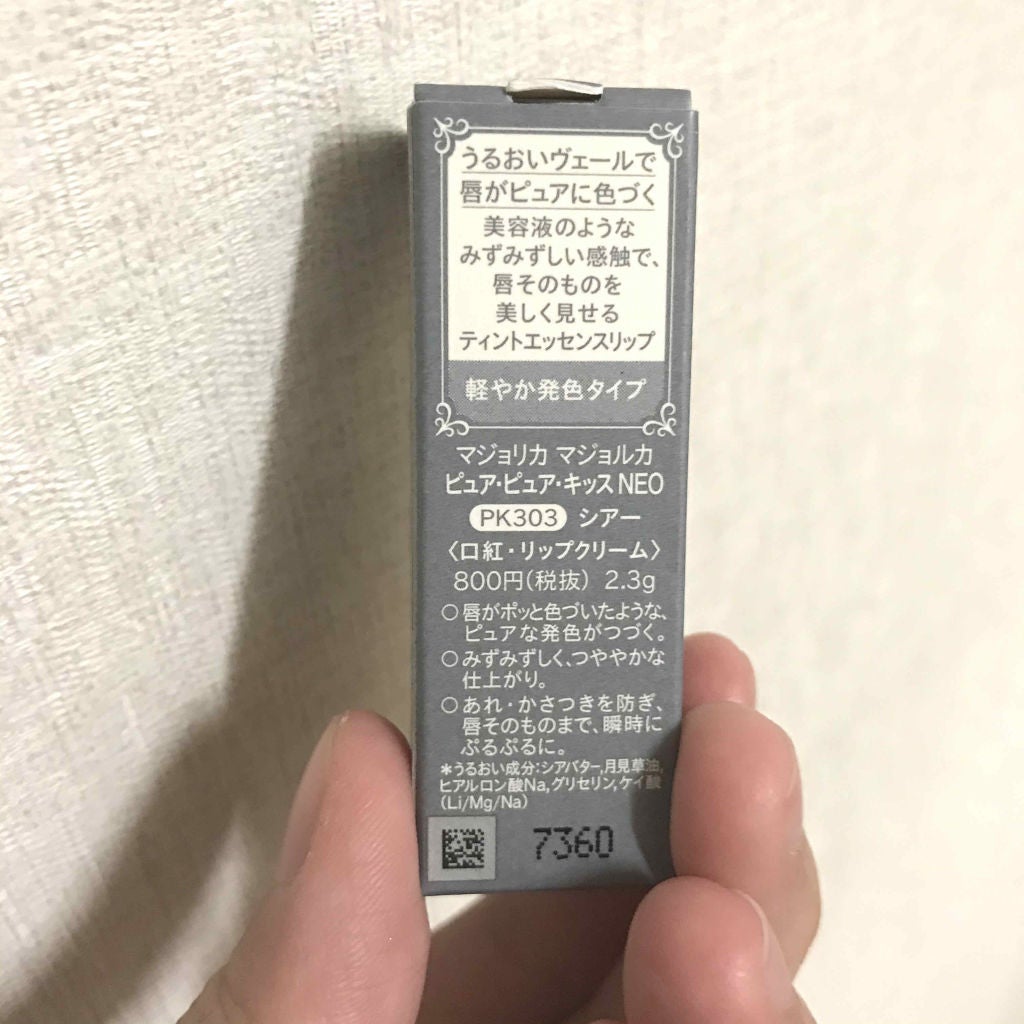 うるおいヴェールで
唇がピュアに色づく
美容液のような
みずみずしい感触で、
唇そのものを
美しく見せる
ティントエッセンスリップ
軽やか発色タイプ
マジョリカ マジョルカ
ピュア・ピュア・キッス NEO
PK303 シアー
〈口紅・リップクリーム〉
800円(税抜) 2.3g
○唇がポッと色づいたような、
ピュアな発色がつづく。
○みずみずしく、つややかな
仕上がり。
○あれ・かさつきを防ぎ、
唇そのものまで、瞬時に
ぷるぷるに。
*うるおい成分:シアバター,月見草油,
ヒアルロン酸Na,グリセリン,ケイ酸
(Li/Mg/Na)
7360